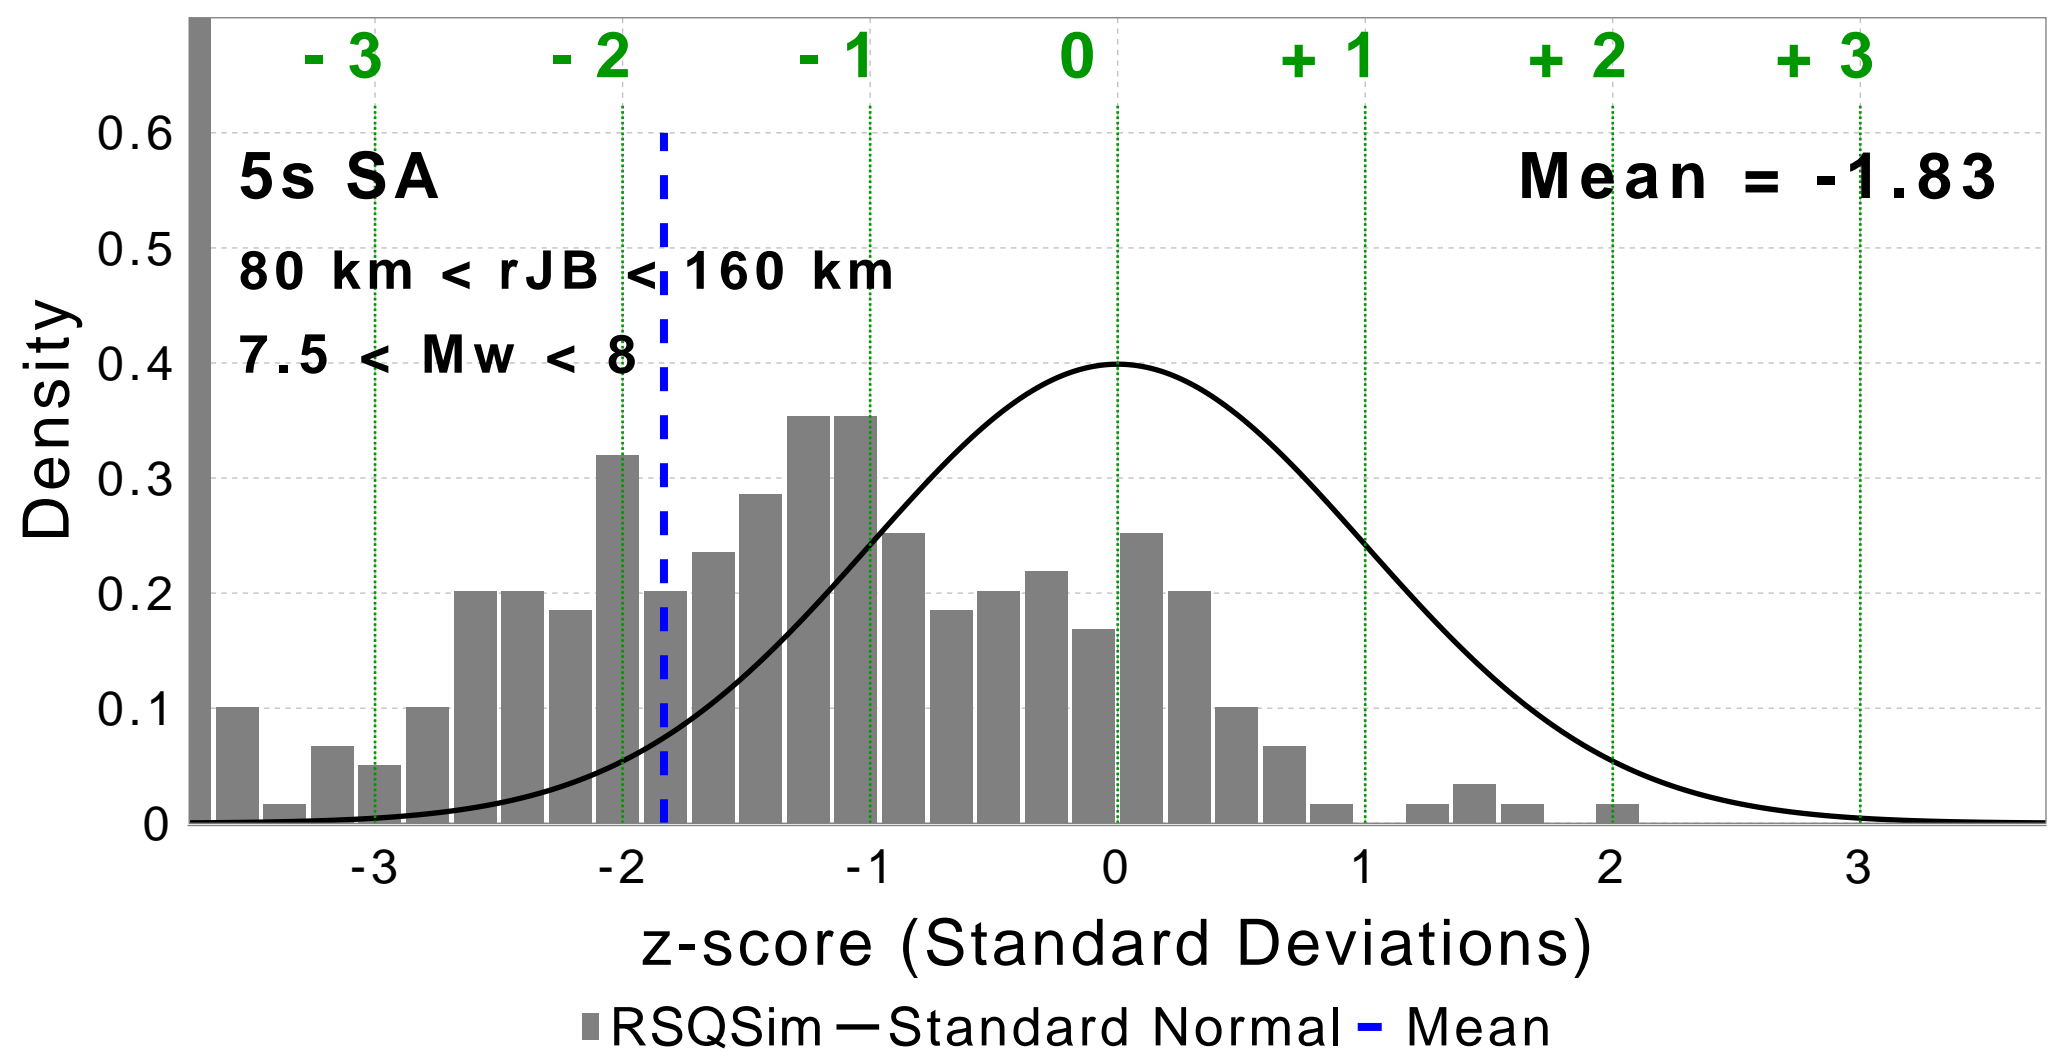 - 3 - 2 - 1 0 + 1 + 2 + 3
0.6
5s SA Mean = -1.83
0.5
80 km < rJB < 160 km
7.5 < Mw < 8
0.4
0.3
0.2
0.1
0
Density
-3 -2 -1 0 1 2 3
z-score (Standard Deviations)
RSQSim Standard Normal Mean